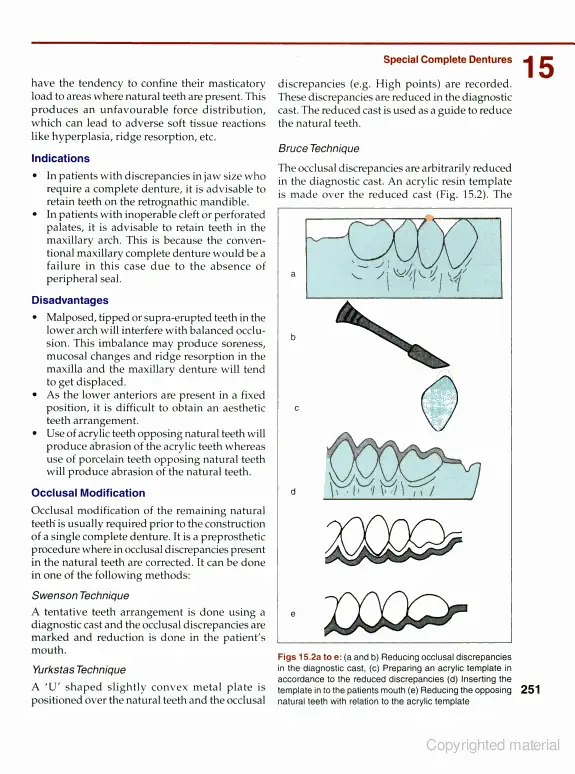 Special Complete Dentures
15
have the tendency to confine their masticatory
load to areas where natural teeth are present. This
produces an unfavourable force distribution,
which can lead to adverse soft tissue reactions
like hyperplasia, ridge resorption, etc.
Indications
• In patients with discrepancies in jaw size who
require a complete denture, it is advisable to
retain teeth on the retrognathic mandible.
• In patients with inoperable cleft or perforated
palates, it is advisable to retain teeth in the
maxillary arch. This is because the conven-
tional maxillary complete denture would be a
failure in this case due to the absence of
peripheral seal.
Disadvantages
• Malposed, tipped or supra-erupted teeth in the
lower arch will interfere with balanced occlu-
sion. This imbalance may produce soreness,
mucosal changes and ridge resorption in the
maxilla and the maxillary denture will tend
to get displaced.
• As the lower anteriors are present in a fixed
position, it is difficult to obtain an aesthetic
teeth arrangement.
• Use of acrylic teeth opposing natural teeth will
produce abrasion of the acrylic teeth whereas
use of porcelain teeth opposing natural teeth
will produce abrasion of the natural teeth.
Occlusal Modification
Occlusal modification of the remaining natural
teeth is usually required prior to the construction
of a single complete denture. It is a preprosthetic
procedure where in occlusal discrepancies present
in the natural teeth are corrected. It can be done
in one of the following methods:
Swenson Technique
A tentative teeth arrangement is done using a
diagnostic cast and the occlusal discrepancies are
marked and reduction is done in the patient's
mouth.
Yurkstas Technique
A 'U' shaped slightly convex metal plate is
positioned over the natural teeth and the occlusal
discrepancies (e.g. High points) are recorded.
These discrepancies are reduced in the diagnostic
cast. The reduced cast is used as a guide to reduce
the natural teeth.
Bruce Technique
The occlusal discrepancies are arbitrarily reduced
in the diagnostic cast. An acrylic resin template
is made over the reduced cast (Fig. 15.2). The
a
b
c
d
e
Figs 15.2a to e: (a and b) Reducing occlusal discrepancies
in the diagnostic cast, (c) Preparing an acrylic template in
accordance to the reduced discrepancies (d) Inserting the
template in to the patients mouth (e) Reducing the opposing
natural teeth with relation to the acrylic template
251
Copyrighted material